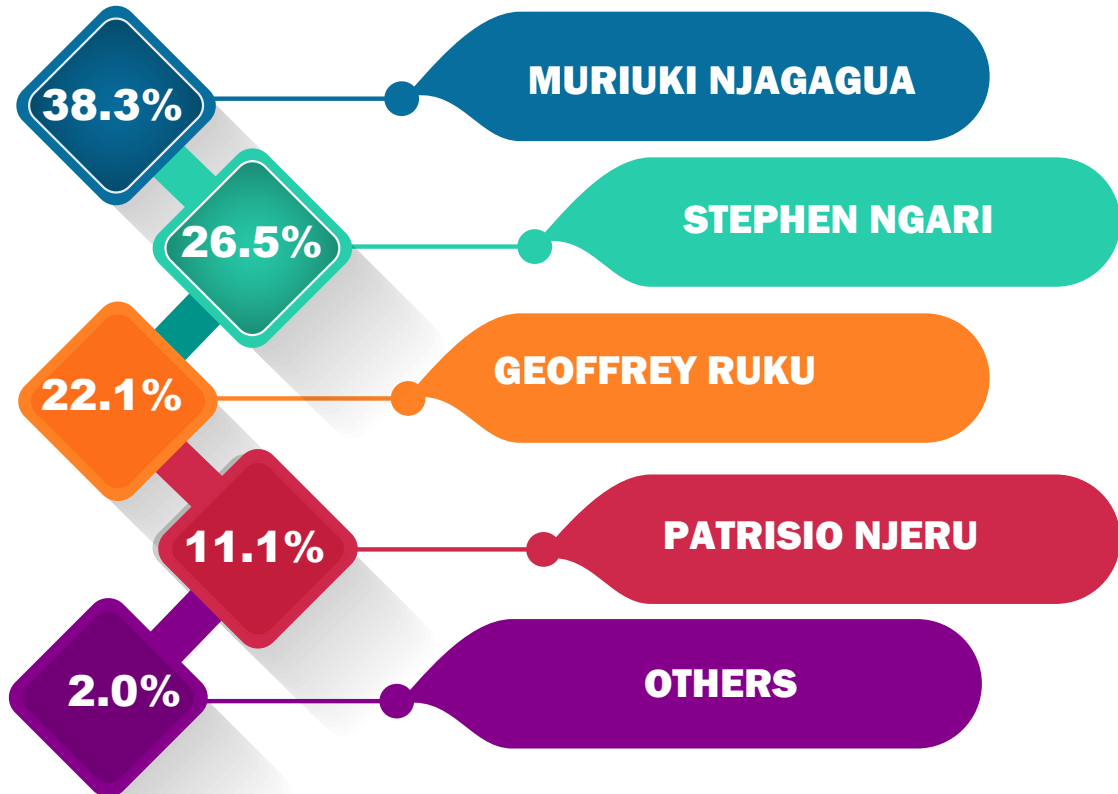 38.3%
MURIUKI NJAGAGUA
26.5%
STEPHEN NGARI
22.1%
GEOFFREY RUKU
11.1%
PATRISIO NJERU
2.0%
OTHERS